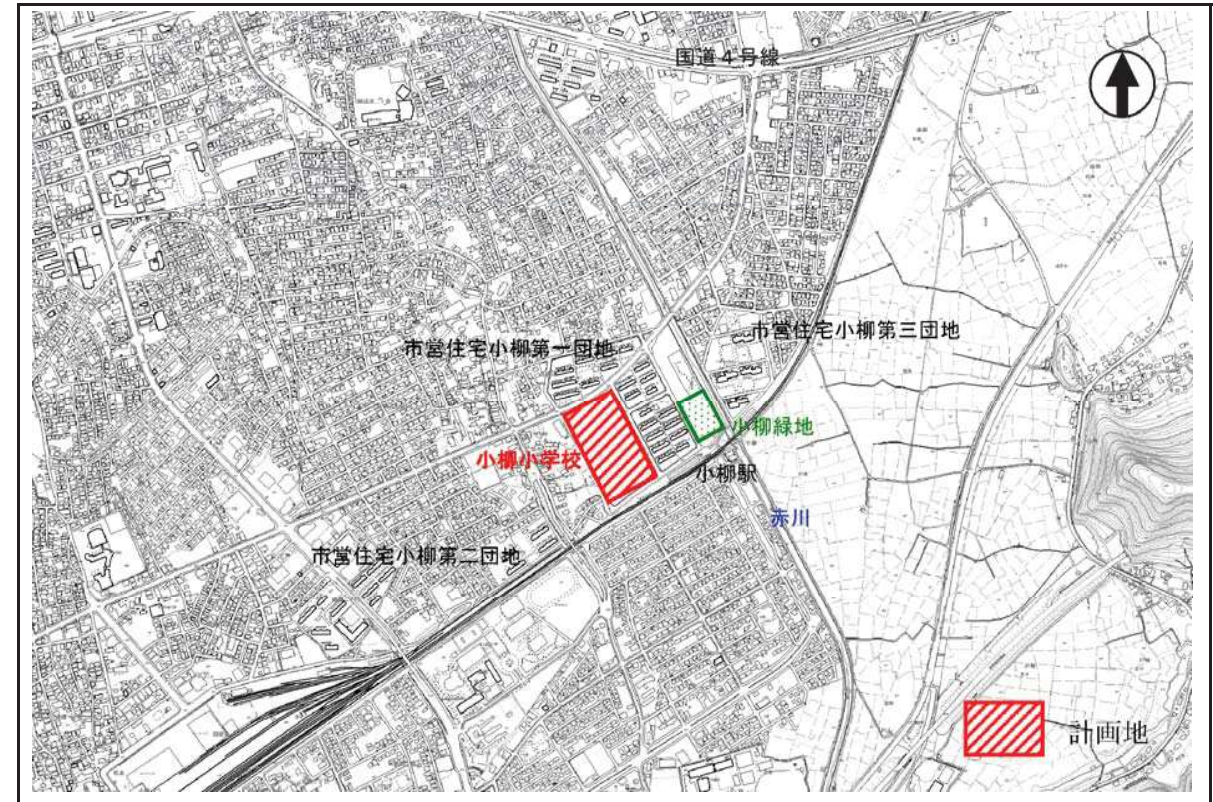 国道4号線
市営住宅小柳第三団地
市営住宅小柳第一団地
小柳緑地
小柳小学校
小柳駅
赤川
市営住宅小柳第二団地
計画地